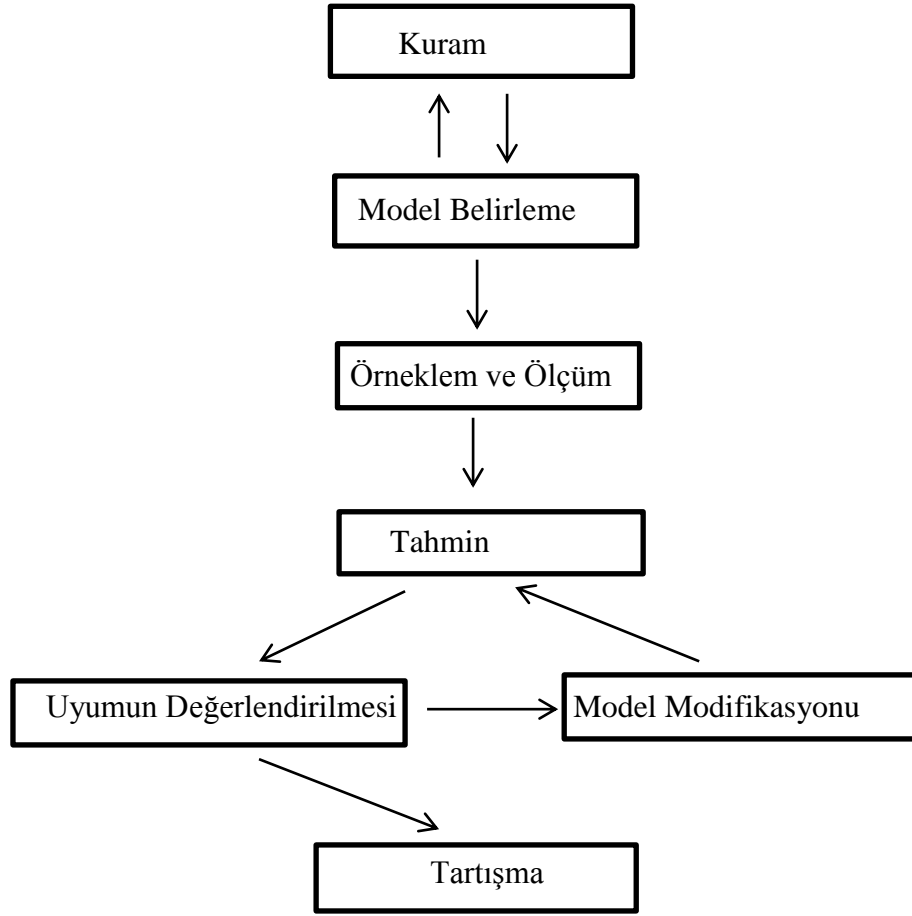 Kuram
Model Belirleme
Örneklem ve Ölçüm
Tahmin
Uyumun Değerlendirilmesi
Model Modifikasyonu
Tartışma